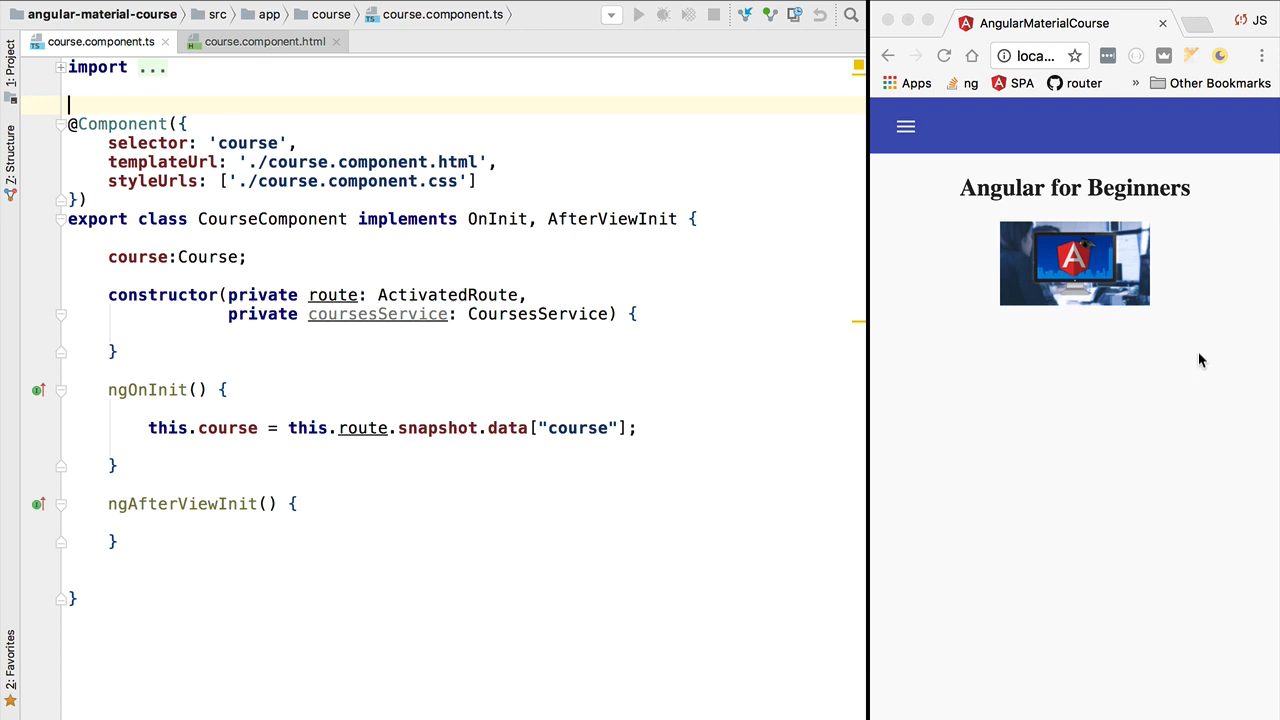 angular-material-course
src
app
course
course.component.ts
course.component.ts
course.component.html
1: Project
Z: Structure
2: Favorites
import ...
@Component({
selector: 'course',
templateUrl: './course.component.html',
styleUrls: ['./course.component.css']
})
export class CourseComponent implements OnInit, AfterViewInit {
course:Course;
constructor(private route: ActivatedRoute,
private coursesService: CoursesService) {
}
ngOnInit() {
this.course = this.route.snapshot.data["course"];
}
ngAfterViewInit() {
}
}
AngularMaterialCourse
JS
loca...
Apps
ng
SPA
router
»
Other Bookmarks
Angular for Beginners